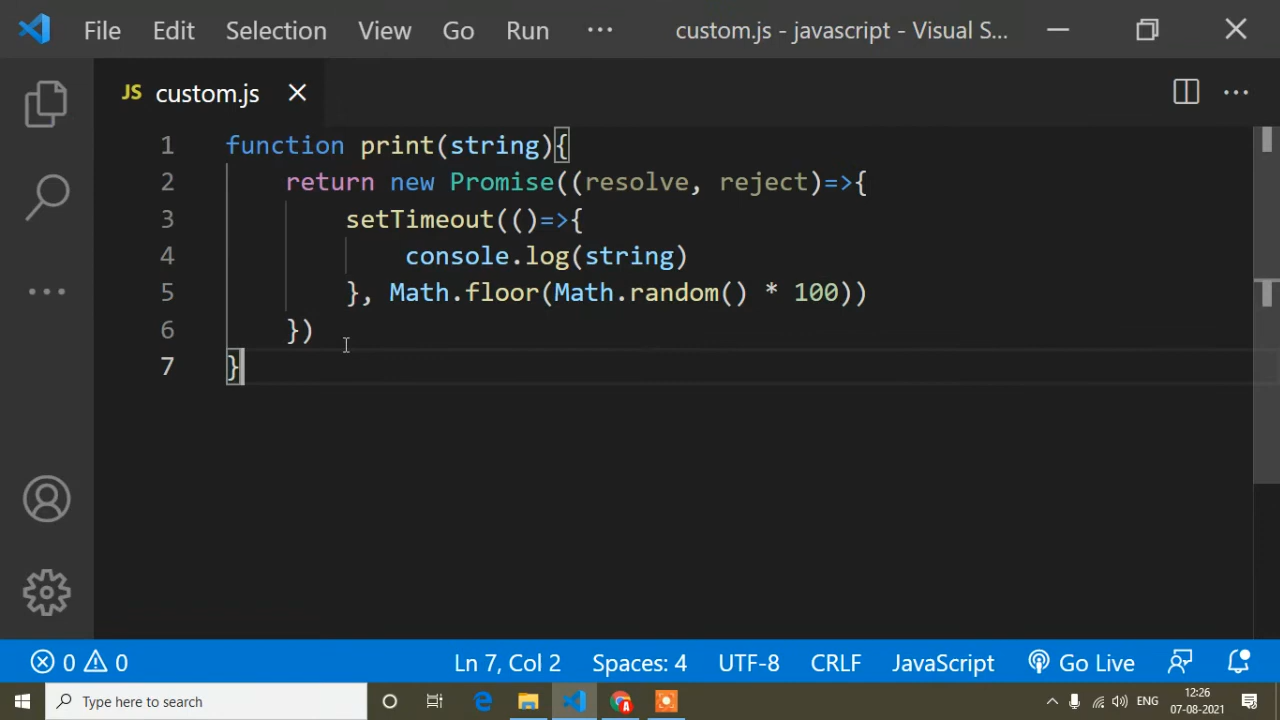 File Edit Selection View Go Run ··· custom.js - javascript - Visual S...
JS custom.js
1 function print(string){
2 return new Promise((resolve, reject)=>{
3 setTimeout(()=>{
4 console.log(string)
5 }, Math.floor(Math.random() * 100))
6 })
7 }
0 0 Ln 7, Col 2 Spaces: 4 UTF-8 CRLF JavaScript Go Live
Type here to search ENG 12:26
07-08-2021